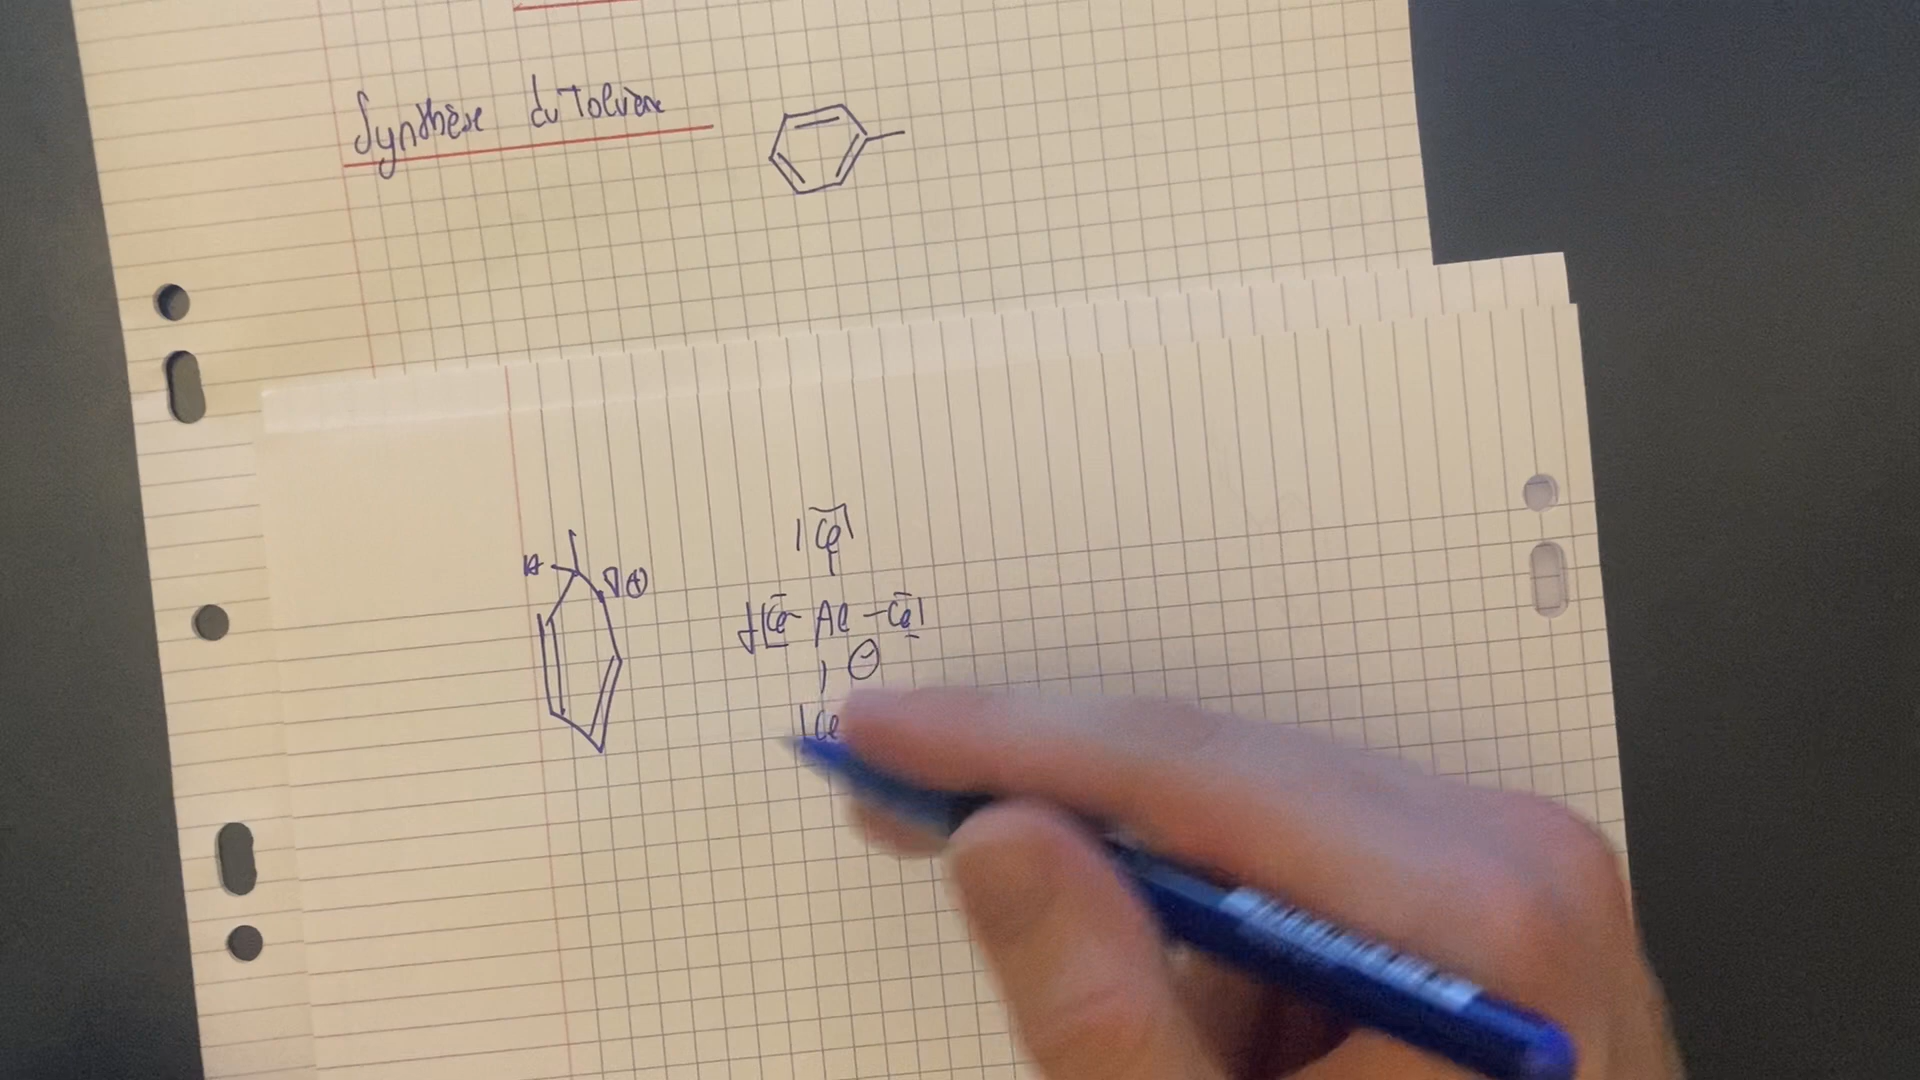 Synthèse du Toluène
H ⊕
|Cl|
|Cl - Al - Cl|
⊖
|Cl